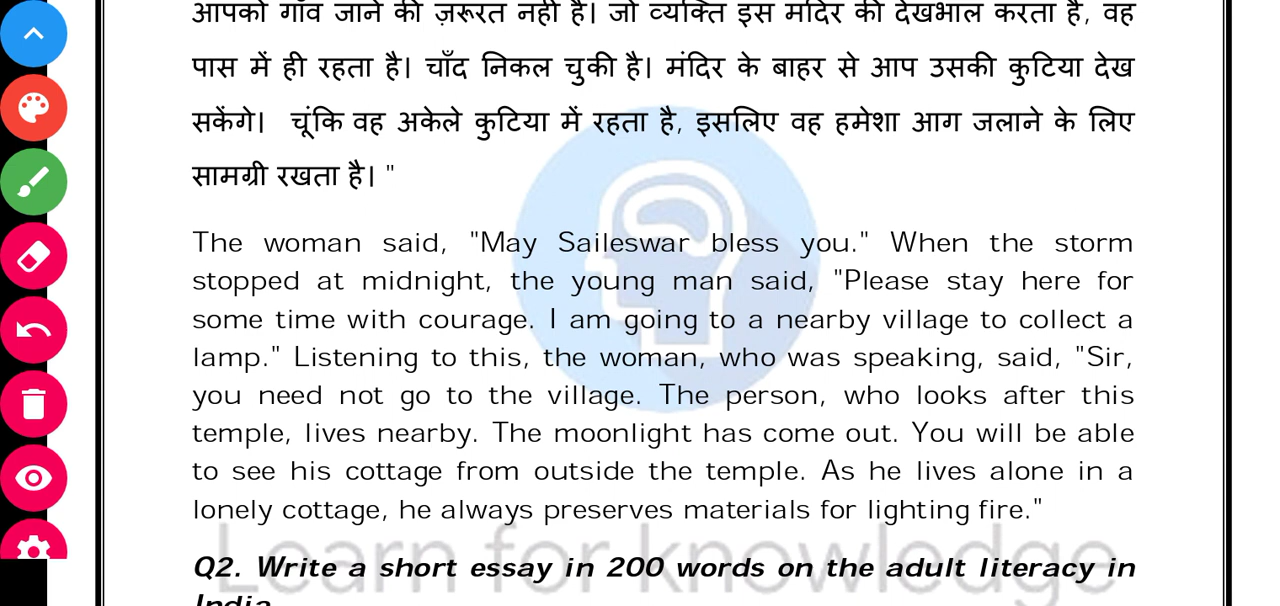 आपको गाँव जाने की ज़रूरत नहीं है। जो व्यक्ति इस मंदिर की देखभाल करता है, वह
पास में ही रहता है। चाँद निकल चुकी है। मंदिर के बाहर से आप उसकी कुटिया देख
सकेंगे। चूंकि वह अकेले कुटिया में रहता है, इसलिए वह हमेशा आग जलाने के लिए
सामग्री रखता है। "
The woman said, "May Saileswar bless you." When the storm
stopped at midnight, the young man said, "Please stay here for
some time with courage. I am going to a nearby village to collect a
lamp." Listening to this, the woman, who was speaking, said, "Sir,
you need not go to the village. The person, who looks after this
temple, lives nearby. The moonlight has come out. You will be able
to see his cottage from outside the temple. As he lives alone in a
lonely cottage, he always preserves materials for lighting fire."
Learn for knowledge
Q2. Write a short essay in 200 words on the adult literacy in
India